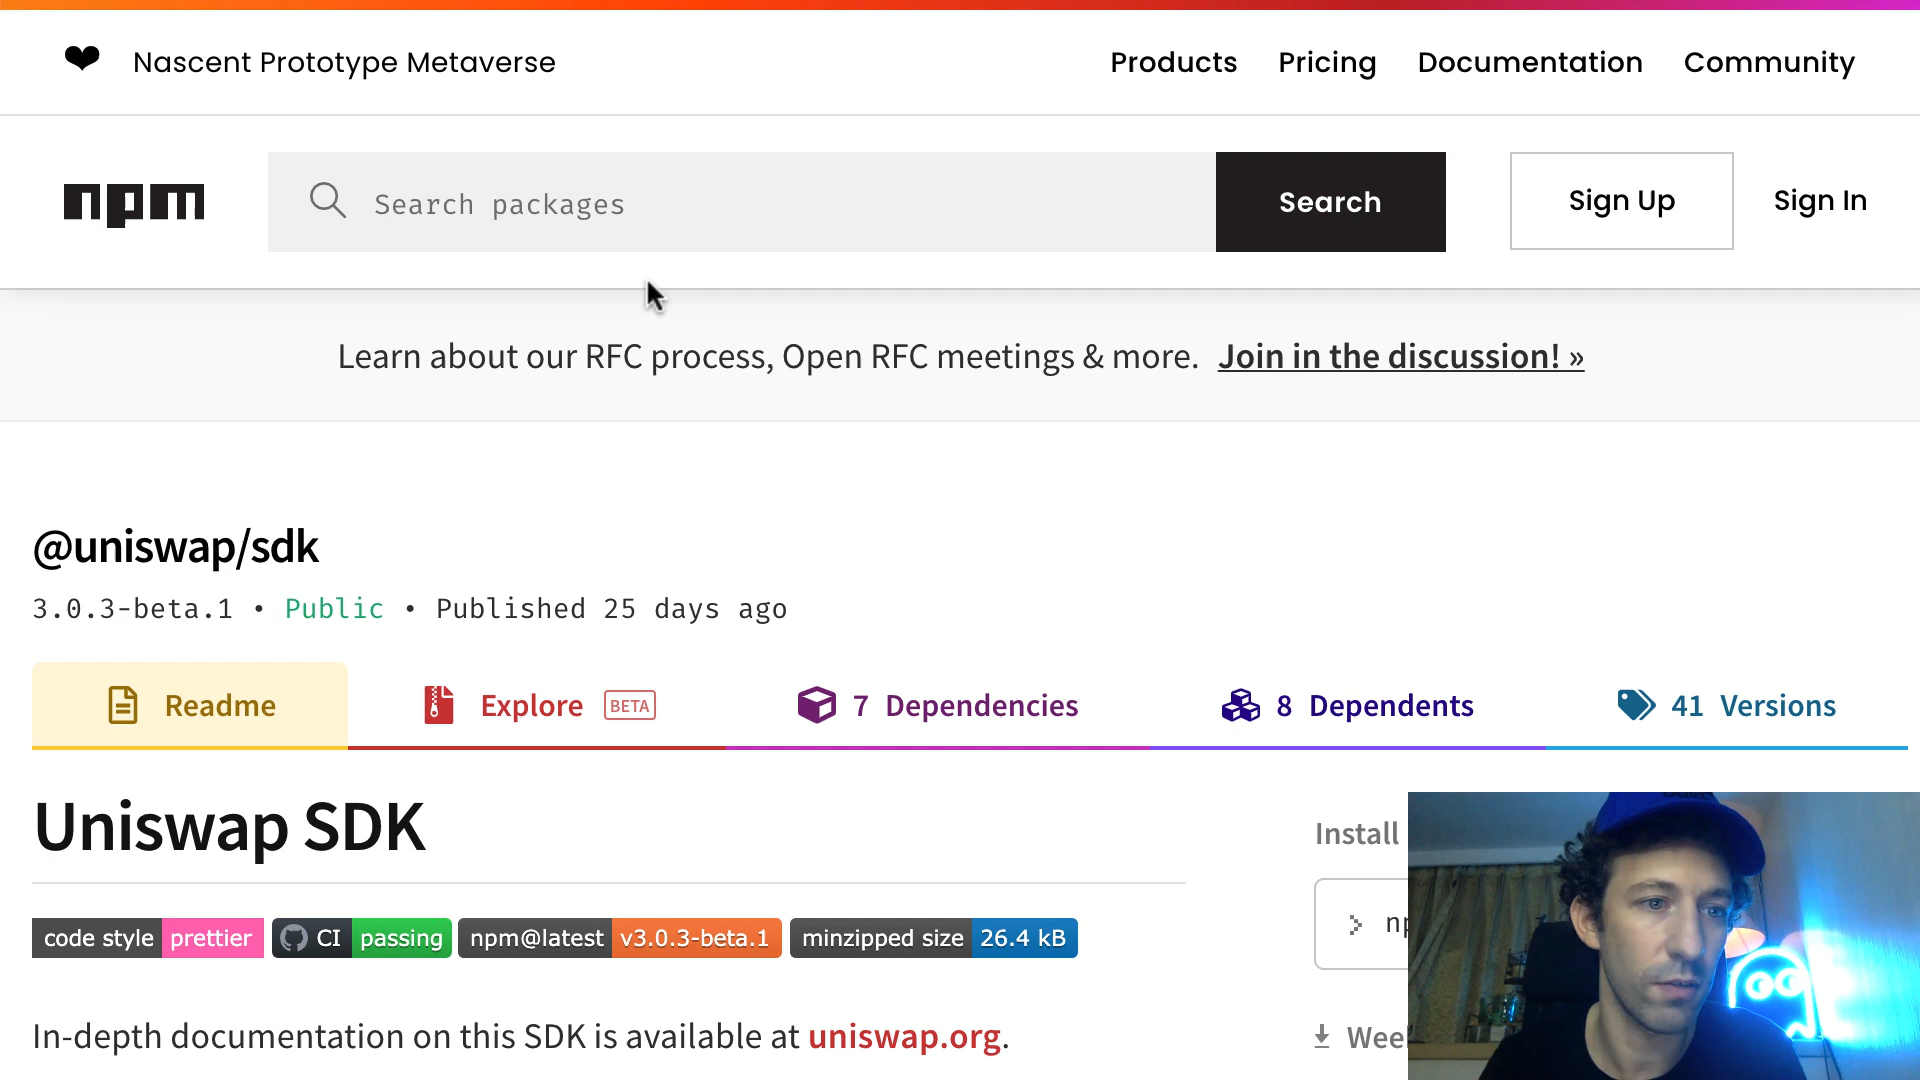 ❤ Nascent Prototype Metaverse Products Pricing Documentation Community
npm Search packages Search Sign Up Sign In
Learn about our RFC process, Open RFC meetings & more. Join in the discussion! »
@uniswap/sdk
3.0.3-beta.1 • Public • Published 25 days ago
Readme Explore BETA 7 Dependencies 8 Dependents 41 Versions
Uniswap SDK
Install
code style prettier CI passing npm@latest v3.0.3-beta.1 minzipped size 26.4 kB
In-depth documentation on this SDK is available at uniswap.org.